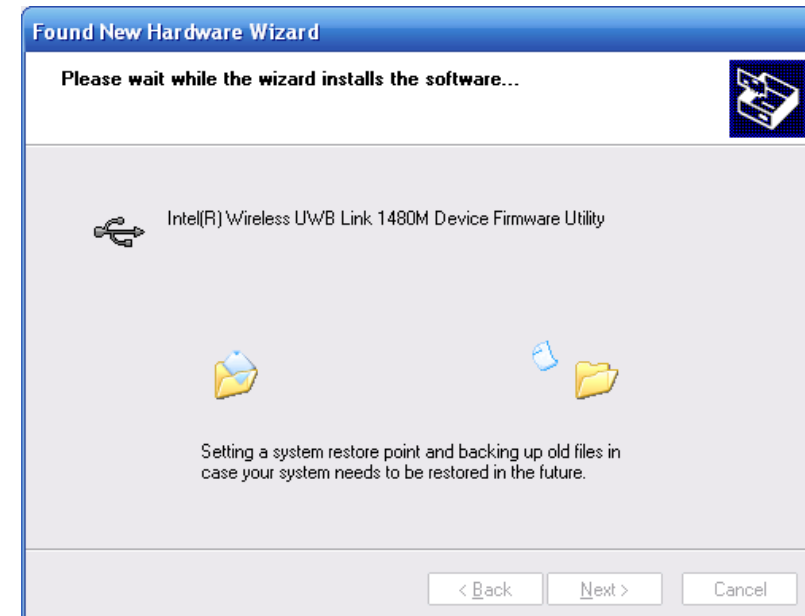 Found New Hardware Wizard
Please wait while the wizard installs the software...
Intel(R) Wireless UWB Link 1480M Device Firmware Utility
Setting a system restore point and backing up old files in
case your system needs to be restored in the future.
< Back Next > Cancel